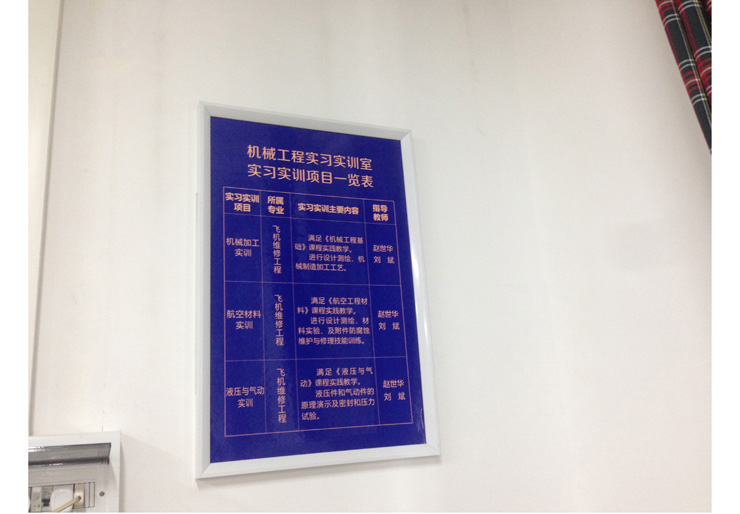 机械工程实习实训室
实习实训项目一览表
实习实训
项目
所属
专业
实习实训主要内容
指导
教师
机械加工
实训
飞机维修工程
满足《机械工程基
础》课程实践教学。
进行设计测绘、机
械制造加工工艺。
赵世华
刘 斌
航空材料
实训
飞机维修工程
满足《航空工程材
料》课程实践教学。
进行设计测绘、材
料实验、及附件防腐蚀
维护与修理技能训练。
赵世华
刘 斌
液压与气动
实训
飞机维修工程
满足《液压与气
动》课程实践教学。
液压件和气动件的
原理演示及密封和压力
试验。
赵世华
刘 斌